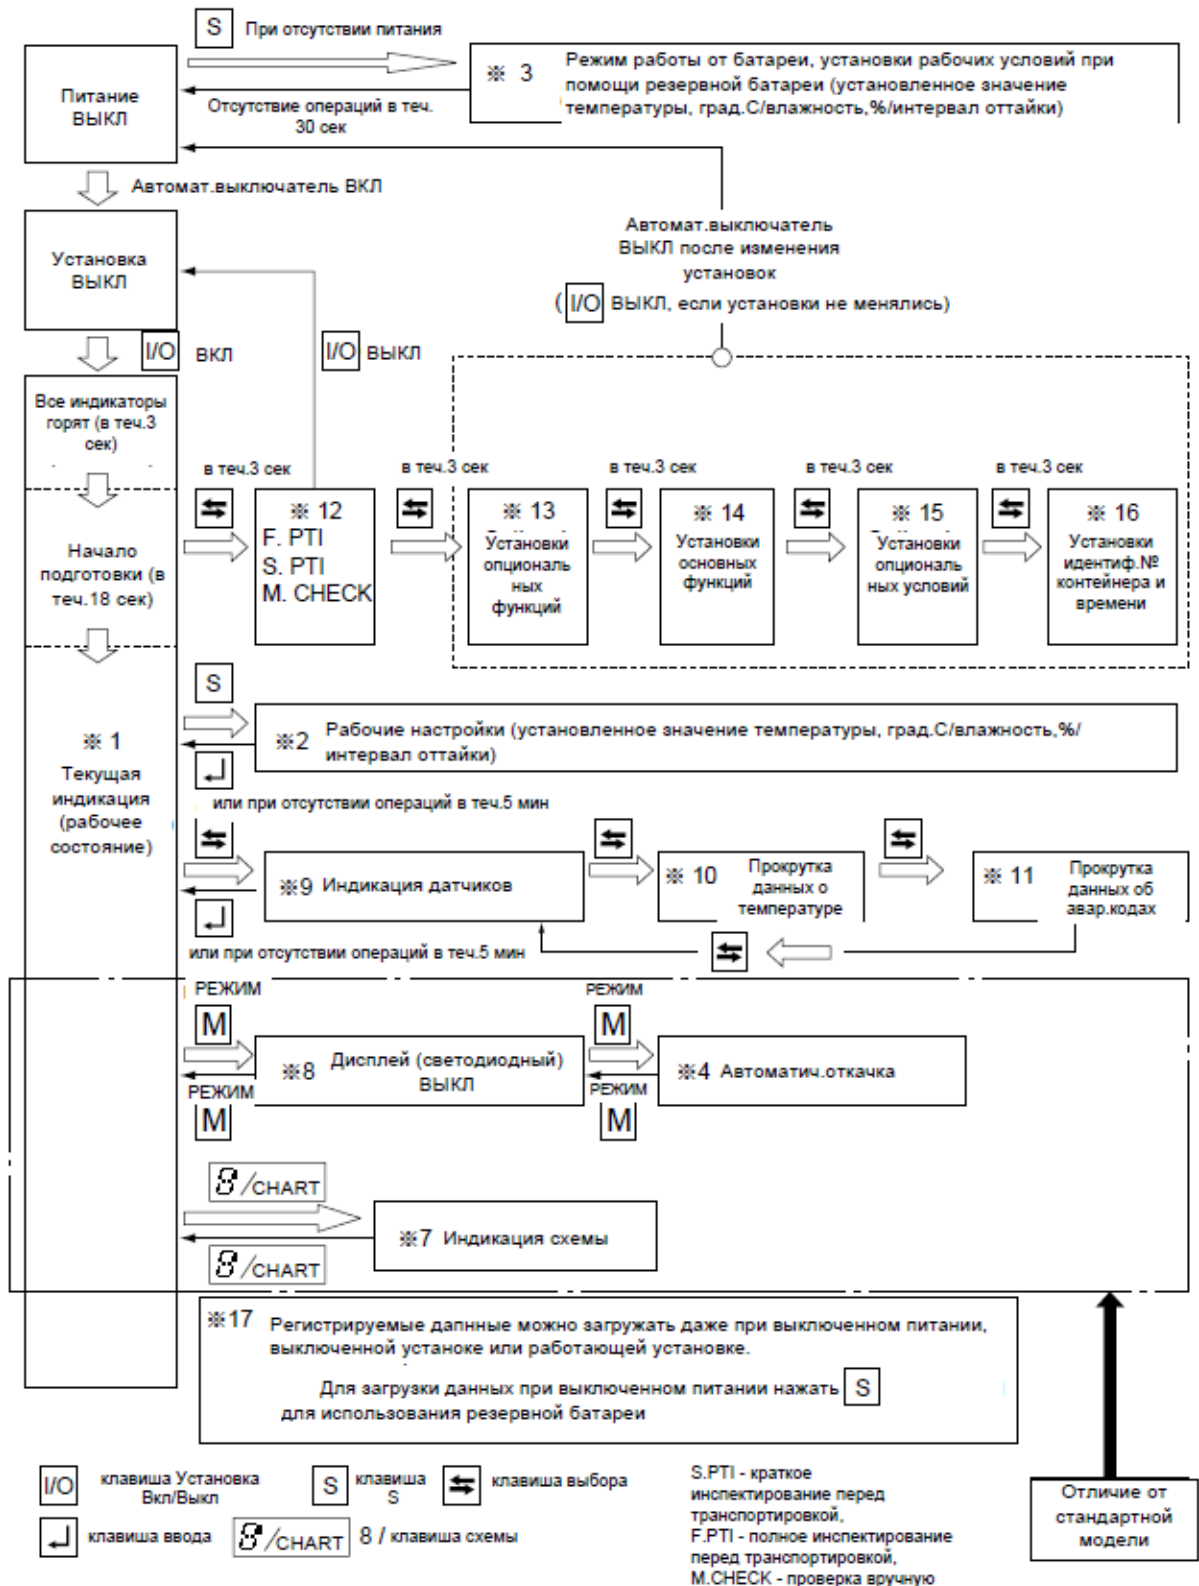 S При отсутствии питания
Питание
ВЫКЛ
※ 3 Режим работы от батареи, установки рабочих условий при
помощи резервной батареи (установленное значение
температуры, град.С/влажность,%/интервал оттайки)
Отсутствие операций в теч.
30 сек
Автомат.выключатель ВКЛ
Установка
ВЫКЛ
Автомат.выключатель
ВЫКЛ после изменения
установок
( I/O ВЫКЛ, если установки не менялись)
I/O ВКЛ
I/O ВЫКЛ
Все индикаторы
горят (в теч.3
сек)
в теч.3 сек
в теч.3 сек
в теч.3 сек
в теч.3 сек
в теч.3 сек
Начало
подготовки (в
теч.18 сек)
※ 12
F. PTI
S. PTI
M. CHECK
※ 13
Установки
опциональ
ных
функций
※ 14
Установки
основных
функций
※ 15
Установки
опциональ
ных условий
※ 16
Установки
идентиф.№
контейнера и
времени
S
※ 1
Текущая
индикация
(рабочее
состояние)
※2 Рабочие настройки (установленное значение температуры, град.С/влажность,%/
интервал оттайки)
или при отсутствии операций в теч.5 мин
※9 Индикация датчиков
※ 10 Прокрутка
данных о
температуре
※ 11 Прокрутка
данных об
авар.кодах
или при отсутствии операций в теч.5 мин
РЕЖИМ
M
РЕЖИМ
M
※8 Дисплей (светодиодный)
ВЫКЛ
※4 Автоматич.откачка
РЕЖИМ
M
РЕЖИМ
M
8/CHART
※7 Индикация схемы
8/CHART
※17 Регистрируемые дапнные можно загружать даже при выключенном питании,
выключенной устаноке или работающей установке.
Для загрузки данных при выключенном питании нажать S
для использования резервной батареи
I/O клавиша Установка
Вкл/Выкл
S клавиша
S
клавиша выбора
клавиша ввода
8/CHART 8 / клавиша схемы
S.PTI - краткое
инспектирование перед
транспортировкой,
F.PTI - полное инспектирование
перед транспортировкой,
M.CHECK - проверка вручную
Отличие от
стандартной
модели